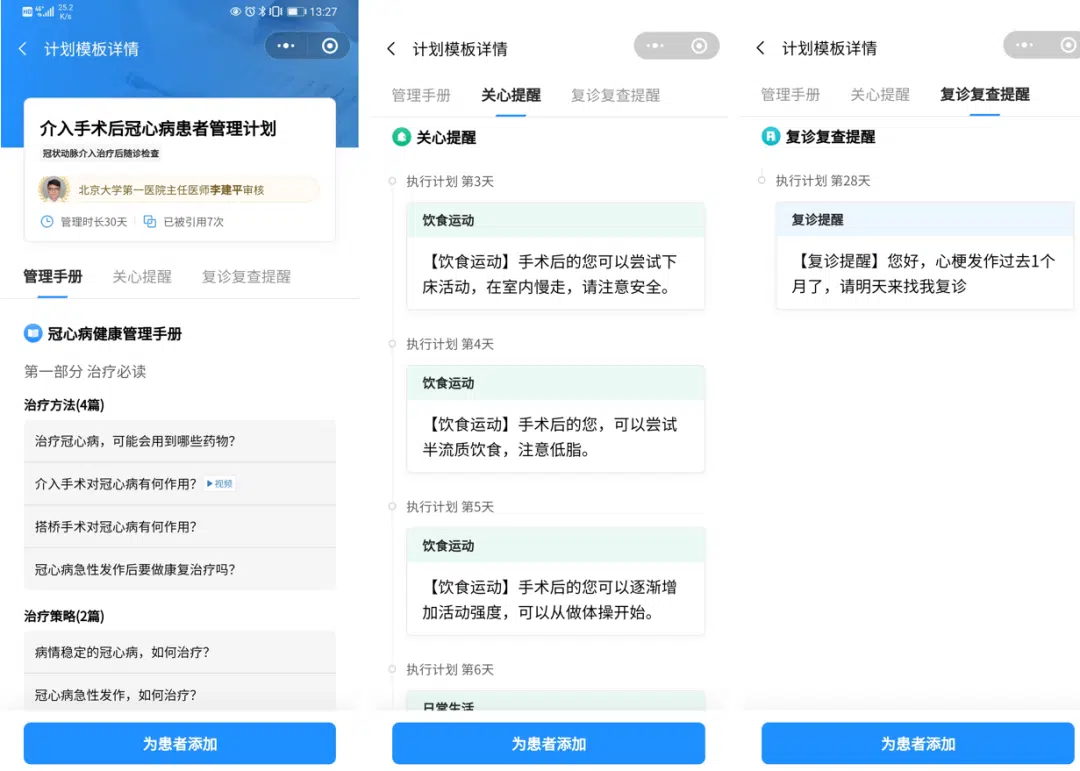 HD 4G 25.2 K/s 13:27
计划模板详情
介入手术后冠心病患者管理计划
冠状动脉介入治疗后随诊检查
北京大学第一医院主任医师李建平审核
管理时长30天 已被引用7次
管理手册 关心提醒 复诊复查提醒
冠心病健康管理手册
第一部分 治疗必读
治疗方法(4篇)
治疗冠心病，可能会用到哪些药物？
介入手术对冠心病有何作用？ 视频
搭桥手术对冠心病有何作用？
冠心病急性发作后要做康复治疗吗？
治疗策略(2篇)
病情稳定的冠心病，如何治疗？
冠心病急性发作，如何治疗？
为患者添加
计划模板详情
管理手册 关心提醒 复诊复查提醒
关心提醒
执行计划 第3天
饮食运动
【饮食运动】手术后的您可以尝试下
床活动，在室内慢走，请注意安全。
执行计划 第4天
饮食运动
【饮食运动】手术后的您，可以尝试
半流质饮食，注意低脂。
执行计划 第5天
饮食运动
【饮食运动】手术后的您可以逐渐增
加活动强度，可以从做体操开始。
执行计划 第6天
日常生活
为患者添加
计划模板详情
管理手册 关心提醒 复诊复查提醒
复诊复查提醒
执行计划 第28天
复诊提醒
【复诊提醒】您好，心梗发作过去1个
月了，请明天来找我复诊
为患者添加